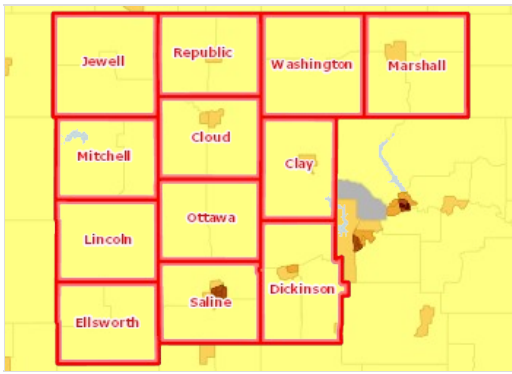 Jewell
Republic
Washington
Marshall
Mitchell
Cloud
Clay
Lincoln
Ottawa
Ellsworth
Saline
Dickinson